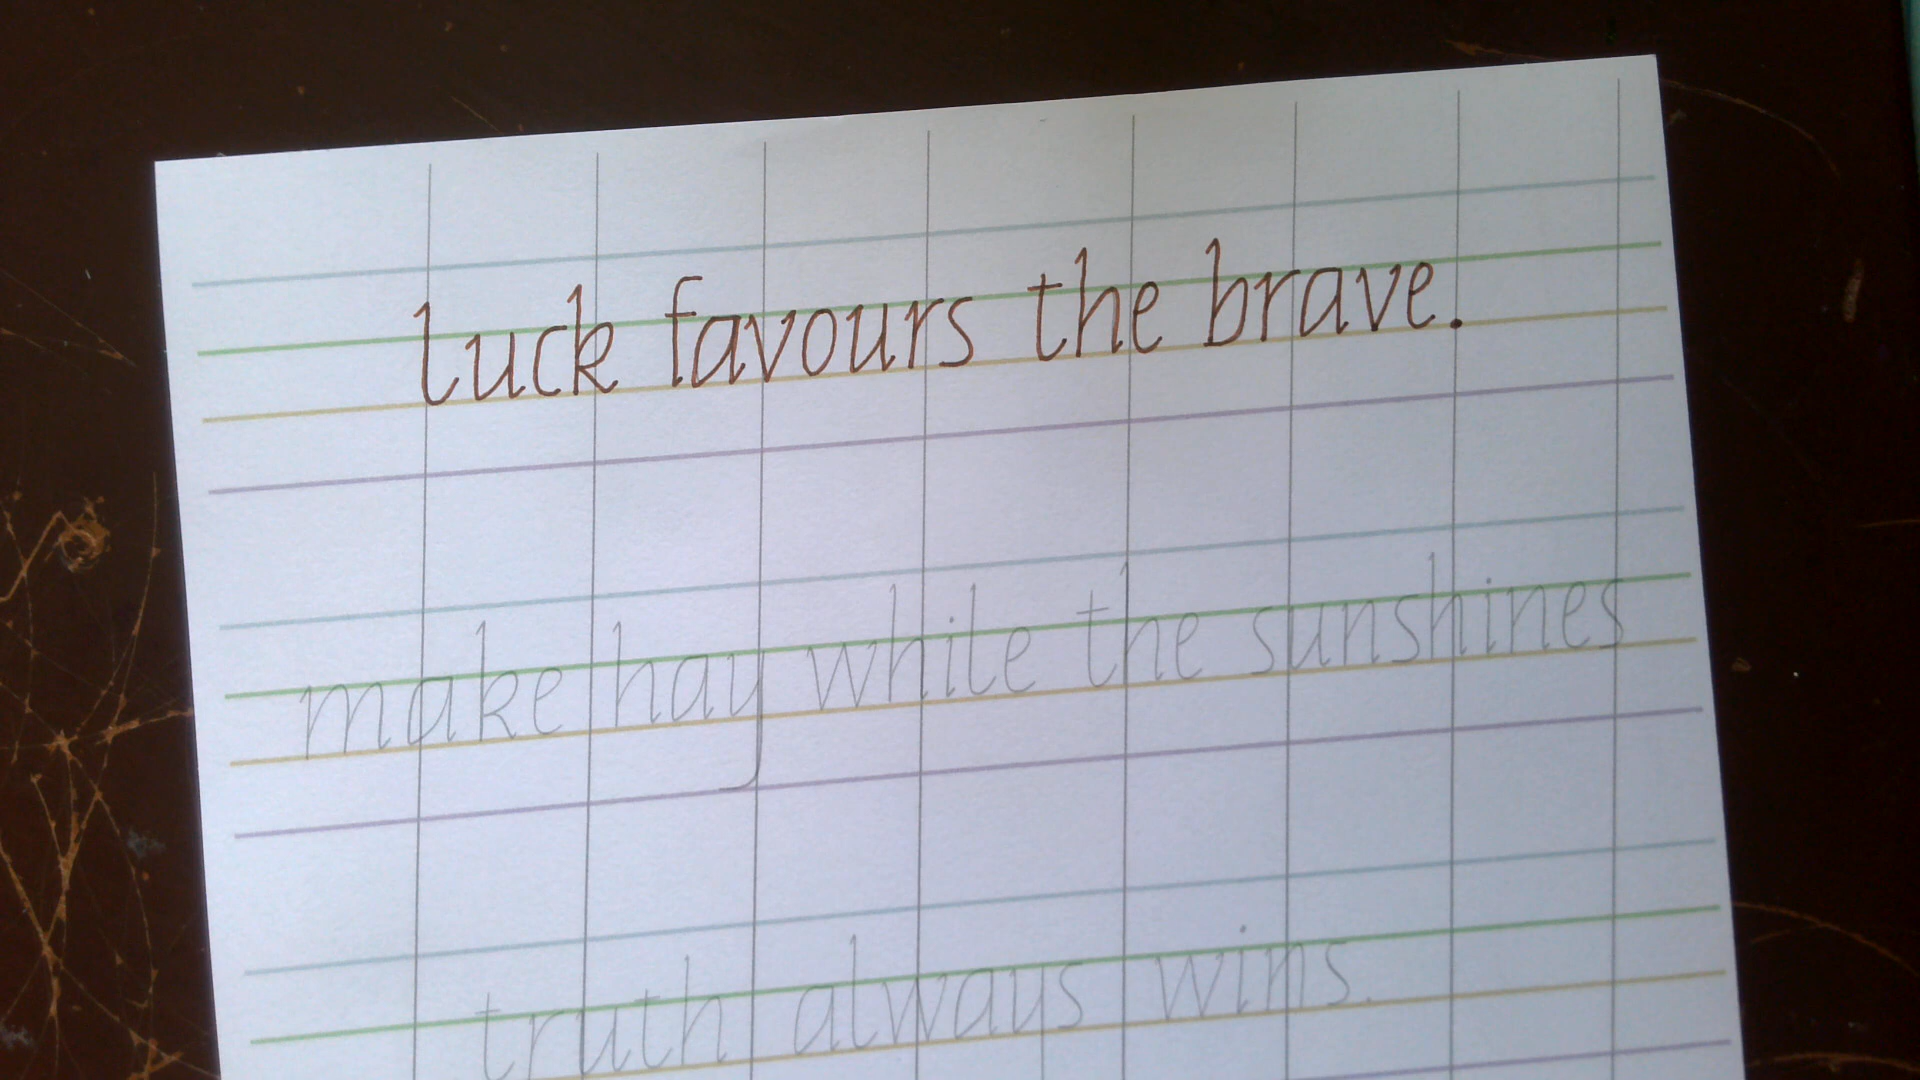 luck favours the brave.
make hay while the sunshines
truth always wins.